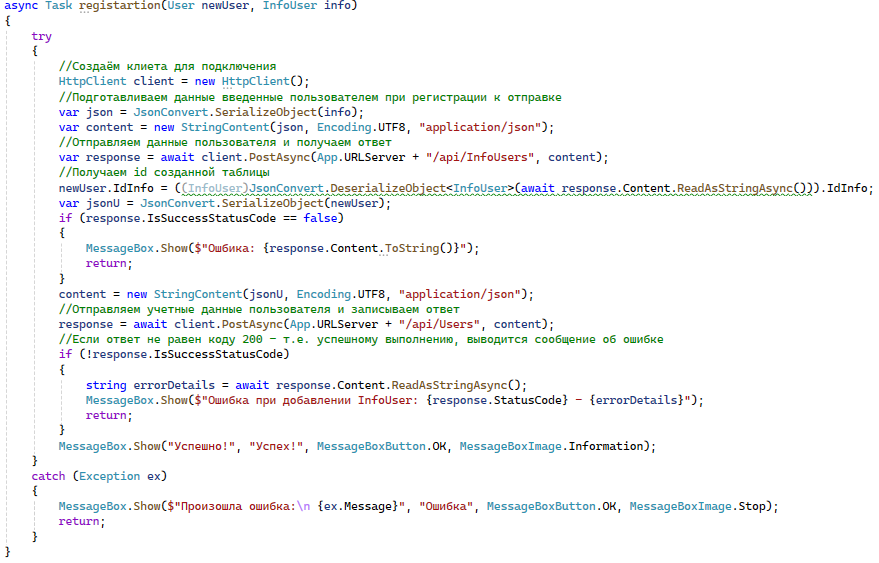 async Task registartion(User newUser, InfoUser info)
{
try
{
//Создаём клиета для подключения
HttpClient client = new HttpClient();
//Подготавливаем данные введенные пользователем при регистрации к отправке
var json = JsonConvert.SerializeObject(info);
var content = new StringContent(json, Encoding.UTF8, "application/json");
//Отправляем данные пользователя и получаем ответ
var response = await client.PostAsync(App.URLServer + "/api/InfoUsers", content);
//Получаем id созданной таблицы
newUser.IdInfo = ((InfoUser)JsonConvert.DeserializeObject<InfoUser>(await response.Content.ReadAsStringAsync())).IdInfo;
var jsonU = JsonConvert.SerializeObject(newUser);
if (response.IsSuccessStatusCode == false)
{
MessageBox.Show($"Ошбика: {response.Content.ToString()}");
return;
}
content = new StringContent(jsonU, Encoding.UTF8, "application/json");
//Отправляем учетные данные пользователя и записываем ответ
response = await client.PostAsync(App.URLServer + "/api/Users", content);
//Если ответ не равен коду 200 - т.е. успешному выполнению, выводится сообщение об ошибке
if (!response.IsSuccessStatusCode)
{
string errorDetails = await response.Content.ReadAsStringAsync();
MessageBox.Show($"Ошибка при добавлении InfoUser: {response.StatusCode} - {errorDetails}");
return;
}
MessageBox.Show("Успешно!", "Успех!", MessageBoxButton.OK, MessageBoxImage.Information);
}
catch (Exception ex)
{
MessageBox.Show($"Произошла ошибка:\n {ex.Message}", "Ошибка", MessageBoxButton.OK, MessageBoxImage.Stop);
return;
}
}